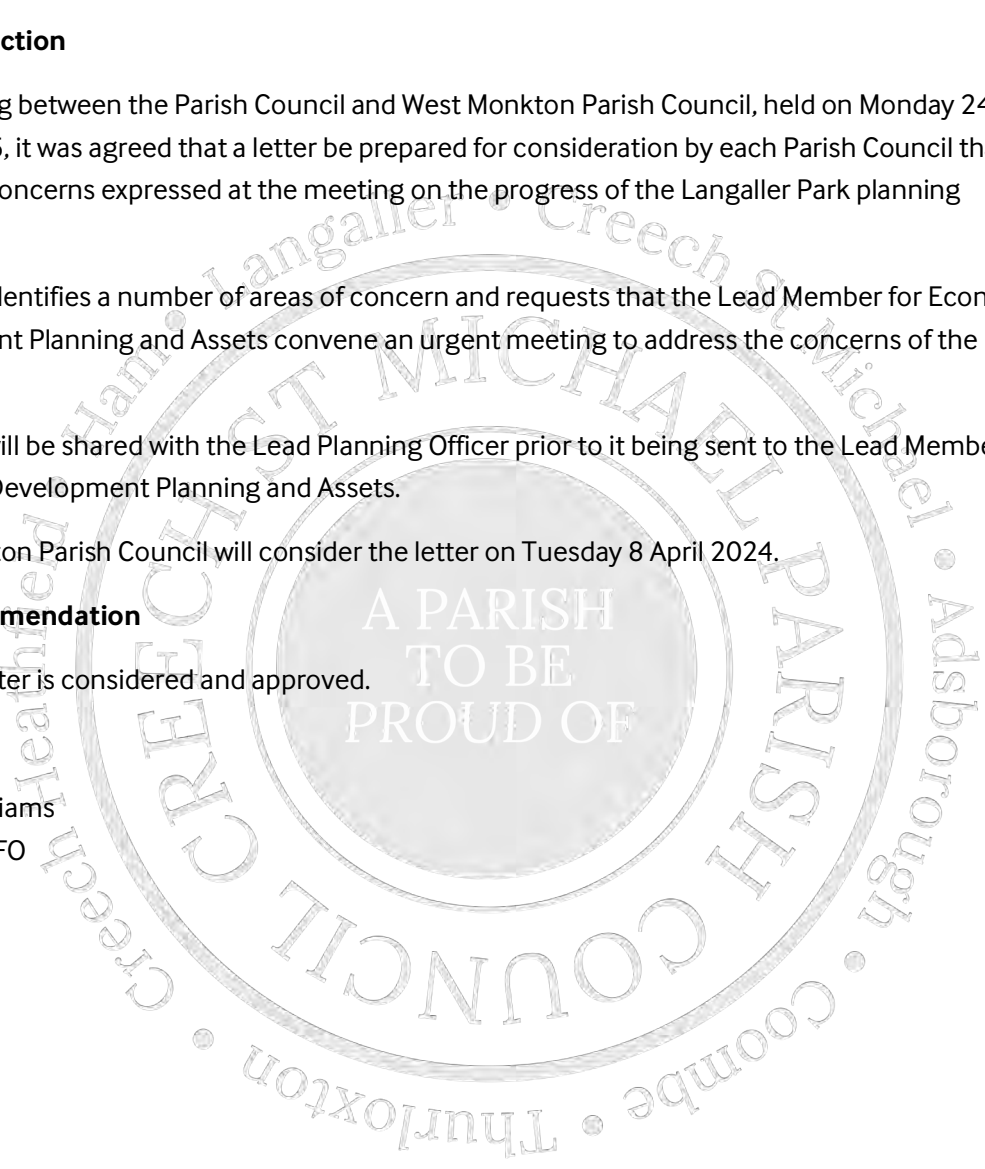 ction
g between the Parish Council and West Monkton Parish Council, held on Monday 24
, it was agreed that a letter be prepared for consideration by each Parish Council th
oncerns expressed at the meeting on the progress of the Langaller Park planning
dentifies a number of areas of concern and requests that the Lead Member for Econ
nt Planning and Assets convene an urgent meeting to address the concerns of the
ill be shared with the Lead Planning Officer prior to it being sent to the Lead Membe
Development Planning and Assets.
on Parish Council will consider the letter on Tuesday 8 April 2024.
mendation
ter is considered and approved.
iams
FO
Creech Heathfield • Ham • Langaller • Creech St Michael • Adsborough • Coombe • Thurloxton •
CREECH ST MICHAEL PARISH COUNCIL
A PARISH
TO BE
PROUD OF